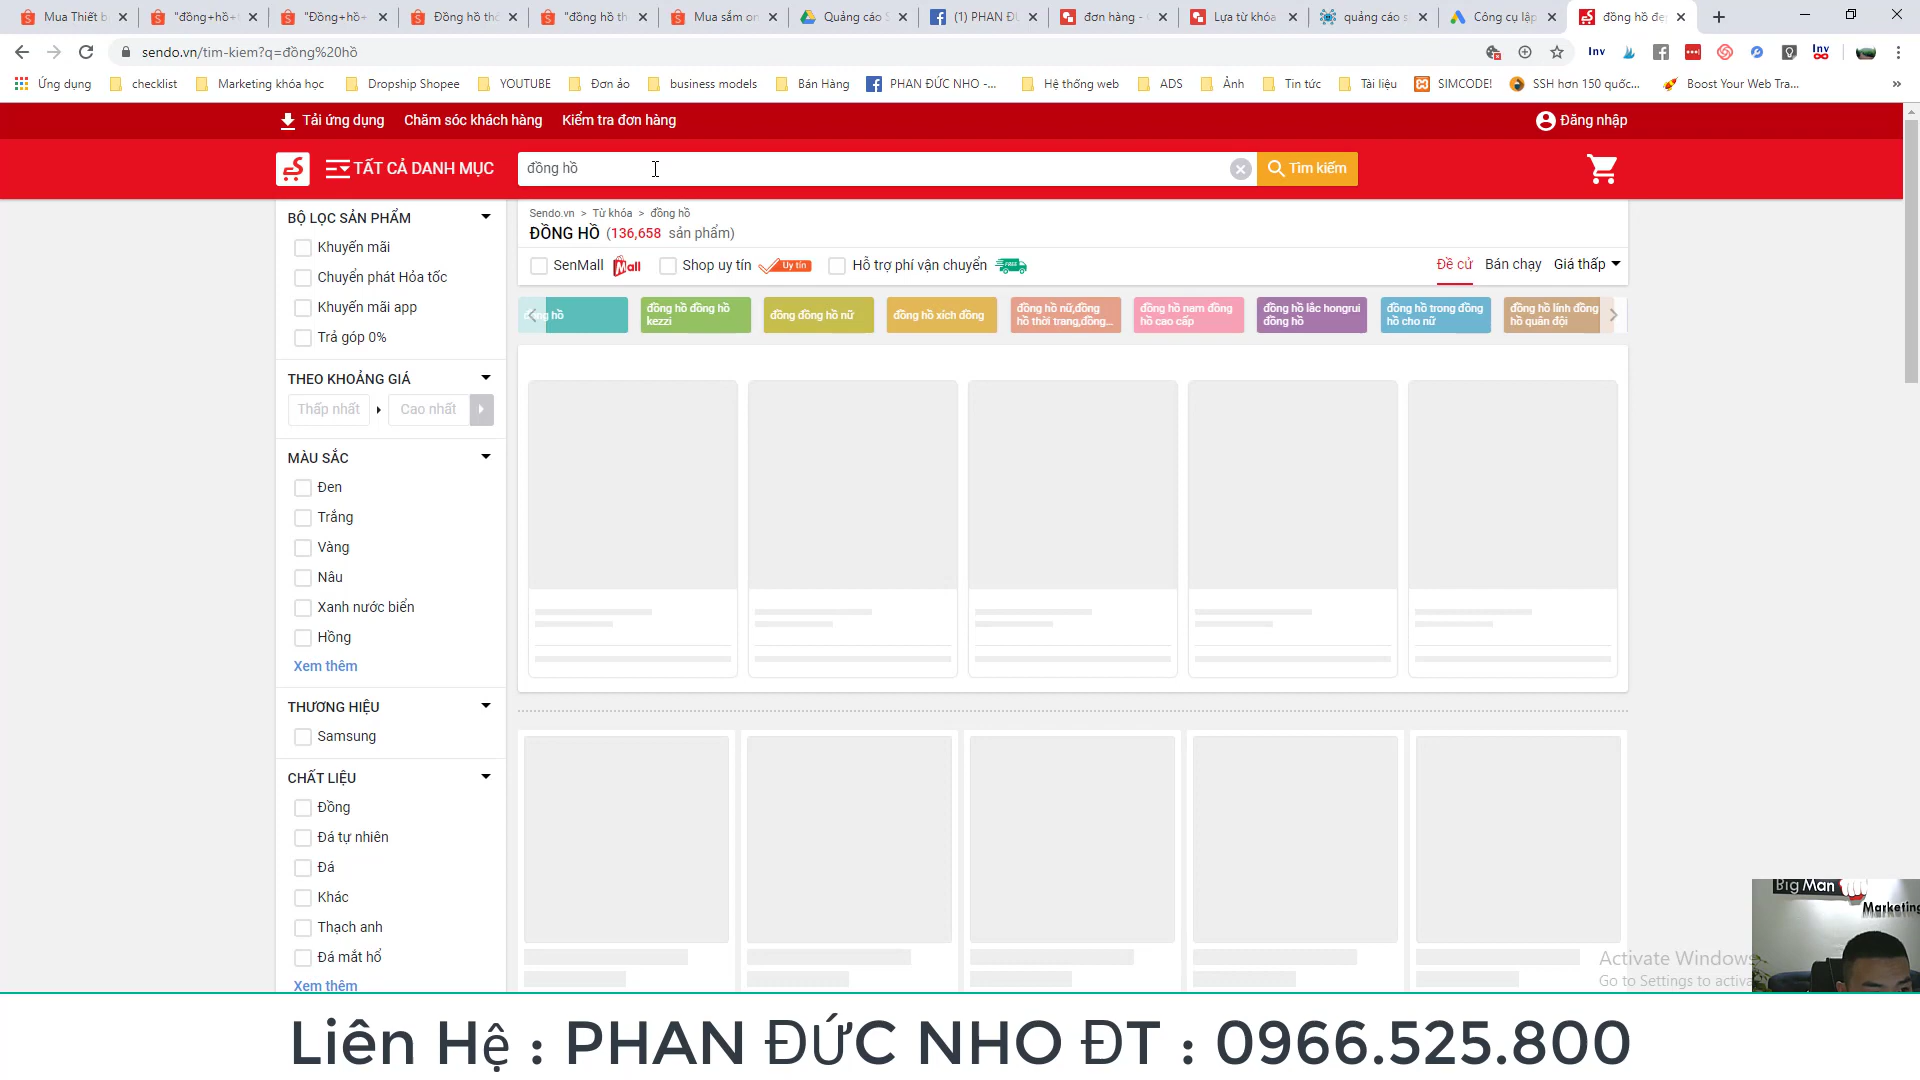 Mua Thiết b
"đồng+hồ+
"Đồng+hồ+
Đồng hồ thờ
"đồng hồ th
Mua sắm on
Quảng cáo S
(1) PHAN ĐỨ
đơn hàng -
Lựa từ khóa
quảng cáo s
Công cụ lập
đồng hồ đẹ
sendo.vn/tim-kiem?q=đồng%20hồ
Ứng dụng
checklist
Marketing khóa học
Dropship Shopee
YOUTUBE
Đơn ảo
business models
Bán Hàng
PHAN ĐỨC NHO -...
Hệ thống web
ADS
Ảnh
Tin tức
Tài liệu
SIMCODE!
SSH hơn 150 quốc...
Boost Your Web Tra...
Tải ứng dụng
Chăm sóc khách hàng
Kiểm tra đơn hàng
Đăng nhập
TẤT CẢ DANH MỤC
đồng hồ
Tìm kiếm
BỘ LỌC SẢN PHẨM
Khuyến mãi
Chuyển phát Hỏa tốc
Khuyến mãi app
Trả góp 0%
THEO KHOẢNG GIÁ
Thấp nhất
Cao nhất
MÀU SẮC
Đen
Trắng
Vàng
Nâu
Xanh nước biển
Hồng
Xem thêm
THƯƠNG HIỆU
Samsung
CHẤT LIỆU
Đồng
Đá tự nhiên
Đá
Khác
Thạch anh
Đá mắt hổ
Xem thêm
Sendo.vn > Từ khóa > đồng hồ
ĐỒNG HỒ (136,658 sản phẩm)
SenMall
Mall
Shop uy tín
Uy tín
Hỗ trợ phí vận chuyển
FREE
Đề cử
Bán chạy
Giá thấp
đồng hồ
đồng hồ đồng hồ
kezzi
đồng đồng hồ nữ
đồng hồ xích đồng
đồng hồ nữ,đồng
hồ thời trang,đồng...
đồng hồ nam đồng
hồ cao cấp
đồng hồ lắc hongrui
đồng hồ
đồng hồ trong đồng
hồ cho nữ
đồng hồ lính đồng
hồ quân đội
Big Man
Marketing
Activate Windows
Go to Settings to activa
Liên Hệ : PHAN ĐỨC NHO ĐT : 0966.525.800